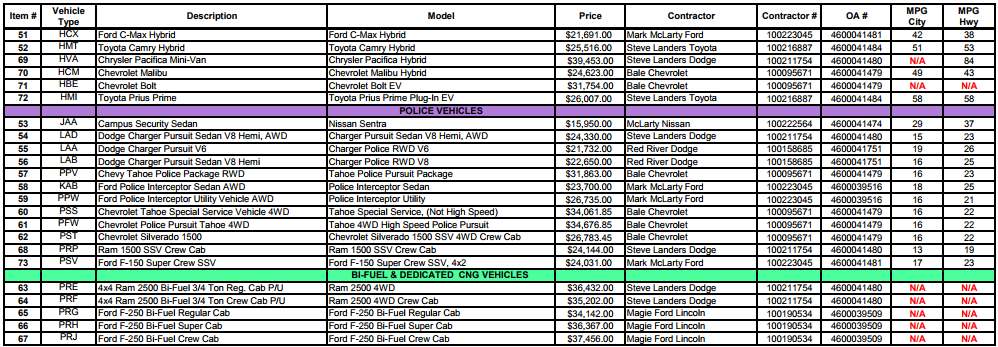 Item # Vehicle Type Description Model Price Contractor Contractor # OA # MPG City MPG Hwy
51 HCX Ford C-Max Hybrid Ford C-Max Hybrid $21,691.00 Mark McLarty Ford 100223045 4600041481 42 38
52 HMT Toyota Camry Hybrid Toyota Camry Hybrid $25,516.00 Steve Landers Toyota 100216887 4600041484 51 53
69 HVA Chrysler Pacifica Mini-Van Chrysler Pacifica Hybrid $39,453.00 Steve Landers Dodge 100211754 4600041480 N/A 84
70 HCM Chevrolet Malibu Chevrolet Malibu Hybrid $24,623.00 Bale Chevrolet 100095671 4600041479 49 43
71 HBE Chevrolet Bolt Chevrolet Bolt EV $31,754.00 Bale Chevrolet 100095671 4600041479 N/A N/A
72 HMI Toyota Prius Prime Toyota Prius Prime Plug-In EV $26,007.00 Steve Landers Toyota 100216887 4600041484 58 58
POLICE VEHICLES
53 JAA Campus Security Sedan Nissan Sentra $15,950.00 McLarty Nissan 100222564 4600041474 29 37
54 LAD Dodge Charger Pursuit Sedan V8 Hemi, AWD Charger Pursuit Sedan V8 Hemi, AWD $24,330.00 Steve Landers Dodge 100211754 4600041480 15 23
55 LAA Dodge Charger Pursuit V6 Charger Police RWD V6 $21,732.00 Red River Dodge 100158685 4600041751 19 26
56 LAB Dodge Charger Pursuit Sedan V8 Hemi Charger Police RWD V8 $22,650.00 Red River Dodge 100158685 4600041751 16 25
57 PPV Chevy Tahoe Police Package RWD Tahoe Police Pursuit Package $31,863.00 Bale Chevrolet 100095671 4600041479 16 23
58 KAB Ford Police Interceptor Sedan AWD Police Interceptor Sedan $23,700.00 Mark McLarty Ford 100223045 4600039516 18 25
59 PPW Ford Police Interceptor Utility Vehicle AWD Police Interceptor Utility $26,735.00 Mark McLarty Ford 100223045 4600039516 16 21
60 PSS Chevrolet Tahoe Special Service Vehicle 4WD Tahoe Special Service, (Not High Speed) $34,061.85 Bale Chevrolet 100095671 4600041479 16 22
61 PFW Chevrolet Police Pursuit Tahoe 4WD Tahoe 4WD High Speed Police Pursuit $34,676.85 Bale Chevrolet 100095671 4600041479 16 22
62 PST Chevrolet Silverado 1500 Chevrolet Silverado 1500 SSV 4WD Crew Cab $26,783.45 Bale Chevrolet 100095671 4600041479 16 22
68 PRP Ram 1500 SSV Crew Cab Ram 1500 SSV Crew Cab $24,144.00 Steve Landers Dodge 100211754 4600041480 13 19
73 PSV Ford F-150 Super Crew SSV Ford F-150 Super Crew SSV, 4x2 $24,031.00 Mark McLarty Ford 100223045 4600041481 17 23
BI-FUEL & DEDICATED CNG VEHICLES
63 PRE 4x4 Ram 2500 Bi-Fuel 3/4 Ton Reg. Cab P/U Ram 2500 4WD $36,432.00 Steve Landers Dodge 100211754 4600041480 N/A N/A
64 PRF 4x4 Ram 2500 Bi-Fuel 3/4 Ton Crew Cab P/U Ram 2500 4WD Crew Cab $35,202.00 Steve Landers Dodge 100211754 4600041480 N/A N/A
65 PRG Ford F-250 Bi-Fuel Regular Cab Ford F-250 Bi-Fuel Regular Cab $34,142.00 Magie Ford Lincoln 100190534 4600039509 N/A N/A
66 PRH Ford F-250 Bi-Fuel Super Cab Ford F-250 Bi-Fuel Super Cab $36,367.00 Magie Ford Lincoln 100190534 4600039509 N/A N/A
67 PRJ Ford F-250 Bi-Fuel Crew Cab Ford F-250 Bi-Fuel Crew Cab $37,456.00 Magie Ford Lincoln 100190534 4600039509 N/A N/A